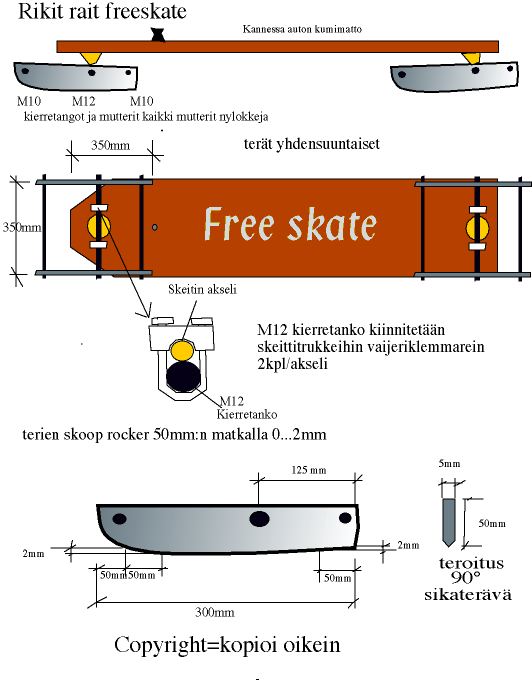 Rikit rait freeskate
Kannessa auton kumimatto
M10 M12 M10
kierretangot ja mutterit kaikki mutterit nylokkeja
350mm
terät yhdensuuntaiset
350mm
Free skate
Skeitin akseli
M12 kierretanko kiinnitetään
skeittitrukkeihin vaijeriklemmarein
2kpl/akseli
M12
Kierretanko
terien skoop rocker 50mm:n matkalla 0...2mm
125 mm
5mm
50mm
2mm
2mm
50mm
50mm
50mm
300mm
teroitus
90°
sikaterävä
Copyright=kopioi oikein